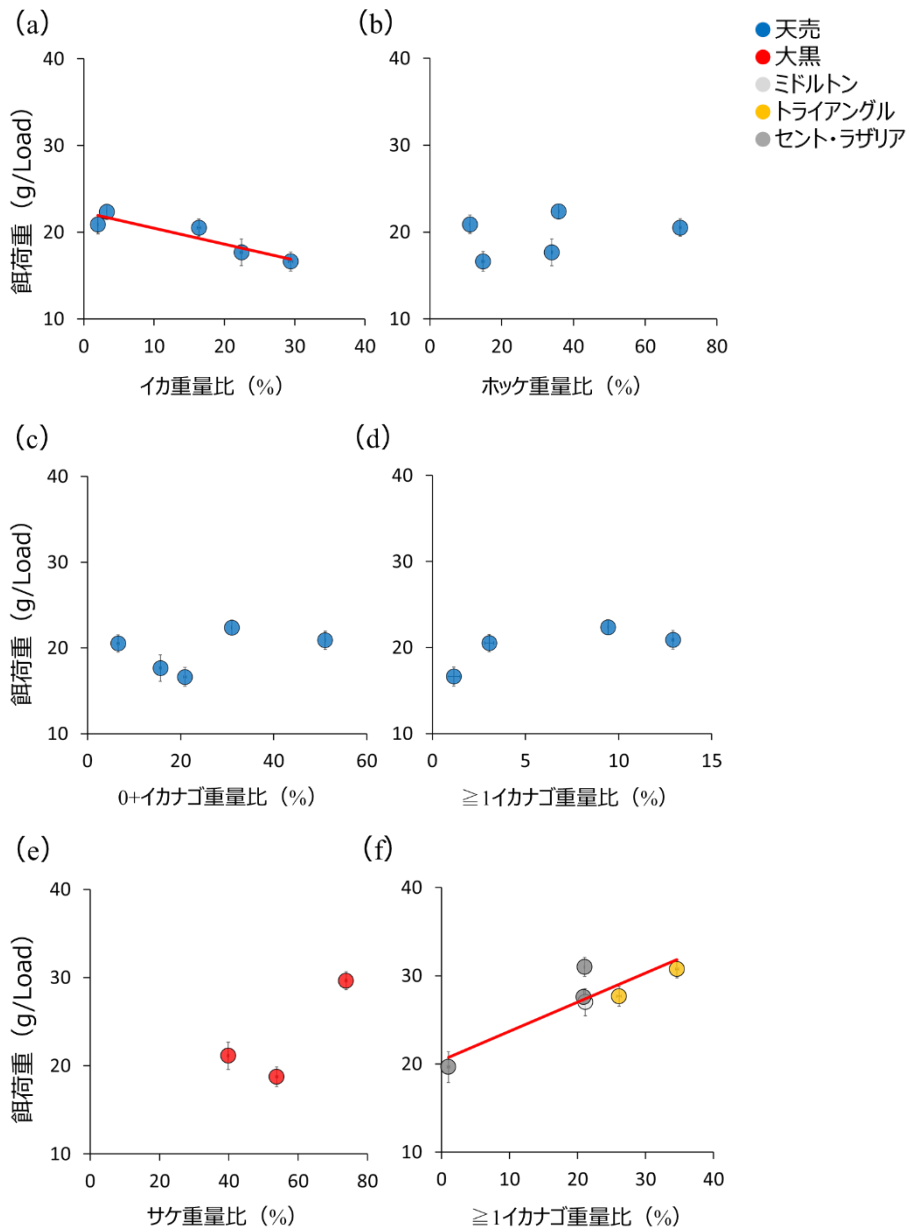 (a)
(b)
天売
大黒
ミドルトン
トライアングル
セント・ラザリア
40
30
20
10
餌荷重（g/Load）
0 10 20 30 40
イカ重量比（%）
40
30
20
10
0 20 40 60 80
ホッケ重量比（%）
(c)
(d)
40
30
20
10
餌荷重（g/Load）
0 20 40 60
0+イカナゴ重量比（%）
40
30
20
10
0 5 10 15
≧1イカナゴ重量比（%）
(e)
(f)
40
30
20
10
餌荷重（g/Load）
0 20 40 60 80
サケ重量比（%）
40
30
20
10
0 10 20 30 40
≧1イカナゴ重量比（%）